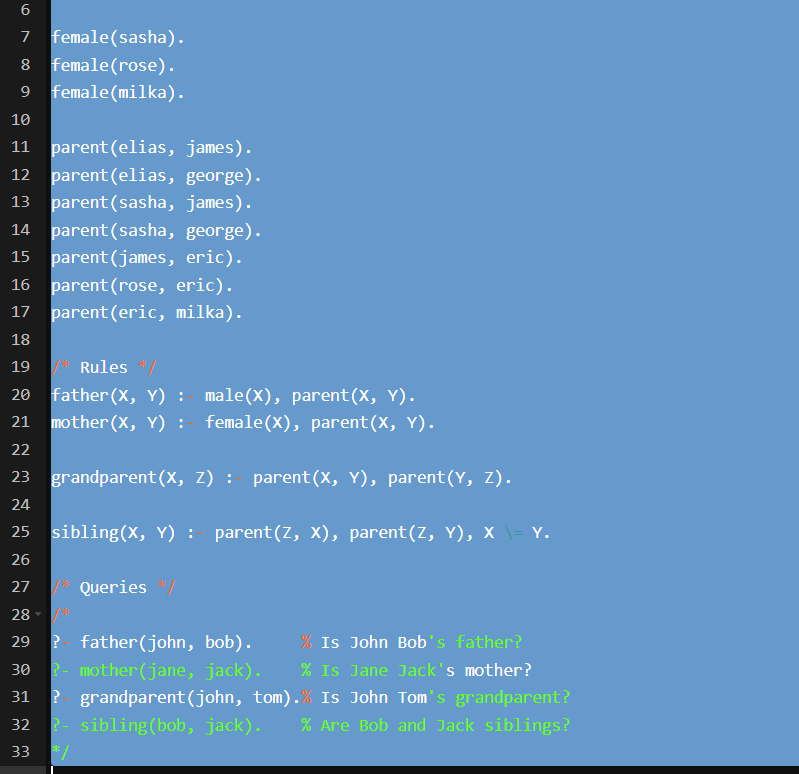 6
7 female(sasha).
8 female(rose).
9 female(milka).
10
11 parent(elias, james).
12 parent(elias, george).
13 parent(sasha, james).
14 parent(sasha, george).
15 parent(james, eric).
16 parent(rose, eric).
17 parent(eric, milka).
18
19 /* Rules */
20 father(X, Y) :- male(X), parent(X, Y).
21 mother(X, Y) :- female(X), parent(X, Y).
22
23 grandparent(X, Z) :- parent(X, Y), parent(Y, Z).
24
25 sibling(X, Y) :- parent(Z, X), parent(Z, Y), X \= Y.
26
27 /* Queries */
28 /*
29 ?- father(john, bob).     % Is John Bob's father?
30 ?- mother(jane, jack).    % Is Jane Jack's mother?
31 ?- grandparent(john, tom).% Is John Tom's grandparent?
32 ?- sibling(bob, jack).    % Are Bob and Jack siblings?
33 */